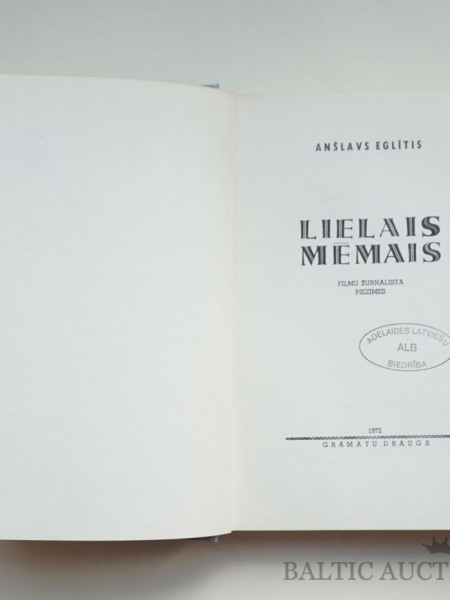 ANŠLAVS EGLĪTIS
LIELAIS
MĒMAIS
FILMU ŽURNĀLISTA
PIEZĪMES
ADELAIDES LATVIEŠU
ALB
BIEDRĪBA
1972
GRĀMATU DRAUGS
BALTIC AUCT